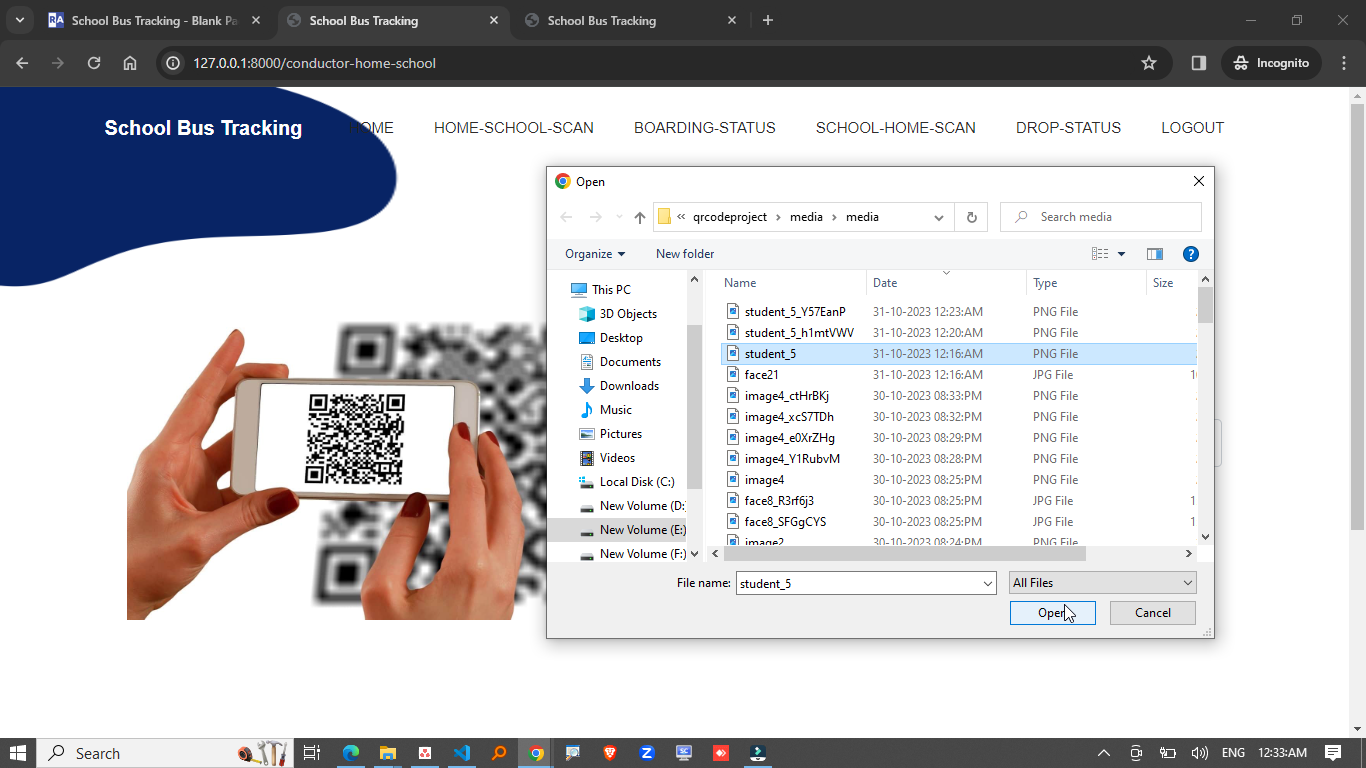 School Bus Tracking - Blank Pa
School Bus Tracking
School Bus Tracking
127.0.0.1:8000/conductor-home-school
Incognito
School Bus Tracking
HOME
HOME-SCHOOL-SCAN
BOARDING-STATUS
SCHOOL-HOME-SCAN
DROP-STATUS
LOGOUT
Open
« qrcodeproject › media › media
Search media
Organize
New folder
This PC
3D Objects
Desktop
Documents
Downloads
Music
Pictures
Videos
Local Disk (C:)
New Volume (D:
New Volume (E:)
New Volume (F:)
Name Date Type Size
student_5_Y57EanP 31-10-2023 12:23:AM PNG File
student_5_h1mtVWV 31-10-2023 12:20:AM PNG File
student_5 31-10-2023 12:16:AM PNG File
face21 31-10-2023 12:16:AM JPG File
image4_ctHrBKj 30-10-2023 08:33:PM PNG File
image4_xcS7TDh 30-10-2023 08:32:PM PNG File
image4_e0XrZHg 30-10-2023 08:29:PM PNG File
image4_Y1RubvM 30-10-2023 08:28:PM PNG File
image4 30-10-2023 08:25:PM PNG File
face8_R3rf6j3 30-10-2023 08:25:PM JPG File
face8_SFGgCYS 30-10-2023 08:25:PM JPG File
image2 30-10-2023 08:24:PM PNG File
File name: student_5
All Files
Open
Cancel
Search
ENG
12:33:AM